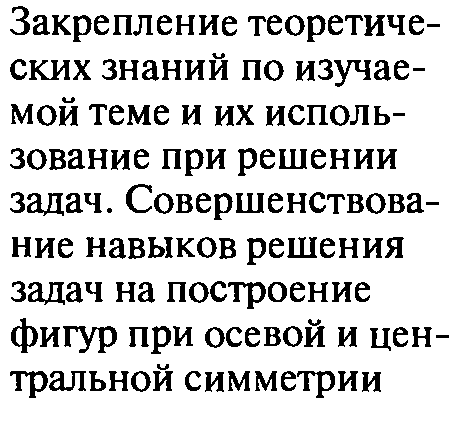 Закрепление теоретиче-
ских знаний по изучае-
мой теме и их исполь-
зование при решении
задач. Совершенствова-
ние навыков решения
задач на построение
фигур при осевой и цен-
тральной симметрии